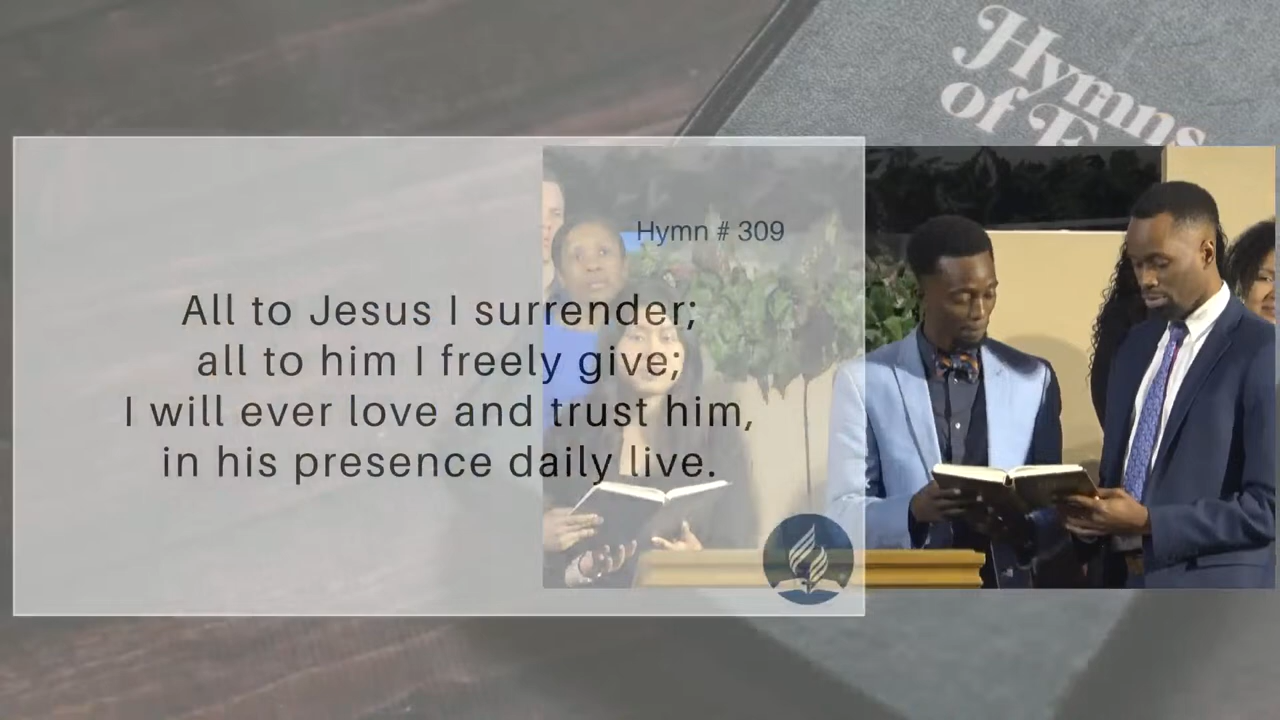 Hymns
of
Hymn # 309
All to Jesus I surrender;
all to him I freely give;
I will ever love and trust him,
in his presence daily live.